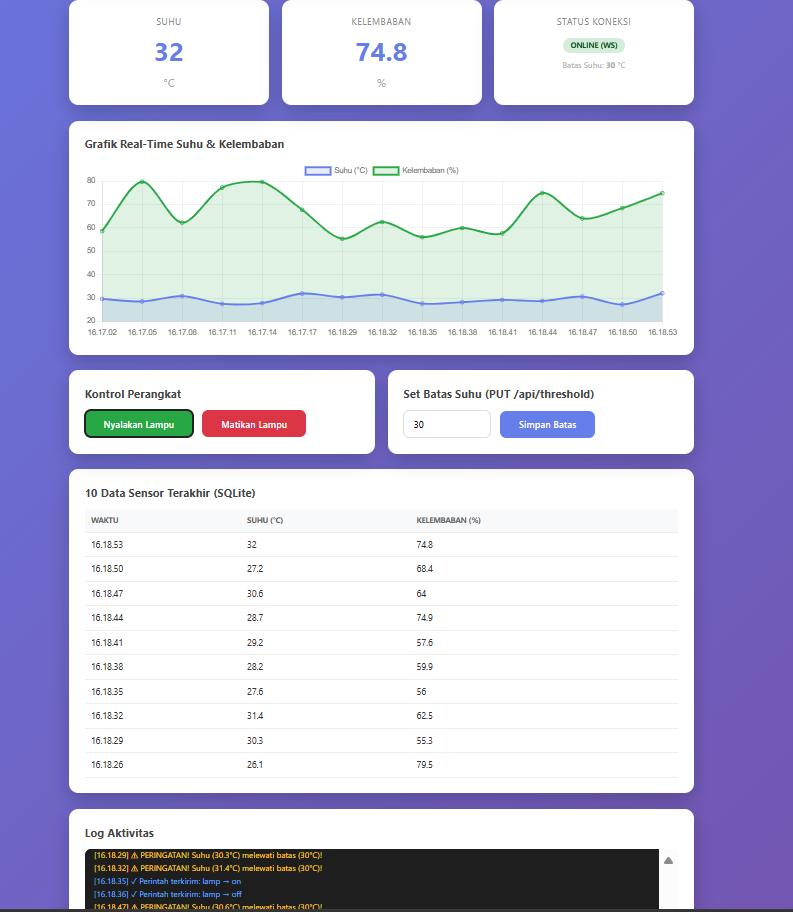 SUHU
32
°C
KELEMBABAN
74.8
%
STATUS KONEKSI
ONLINE (WS)
Batas Suhu: 30 °C
Grafik Real-Time Suhu & Kelembaban
Suhu (°C) Kelembaban (%)
80
70
60
50
40
30
20
16.17.02 16.17.05 16.17.08 16.17.11 16.17.14 16.17.17 16.18.29 16.18.32 16.18.35 16.18.38 16.18.41 16.18.44 16.18.47 16.18.50 16.18.53
Kontrol Perangkat
Nyalakan Lampu Matikan Lampu
Set Batas Suhu (PUT /api/threshold)
30 Simpan Batas
10 Data Sensor Terakhir (SQLite)
WAKTU SUHU (°C) KELEMBABAN (%)
16.18.53 32 74.8
16.18.50 27.2 68.4
16.18.47 30.6 64
16.18.44 28.7 74.9
16.18.41 29.2 57.6
16.18.38 28.2 59.9
16.18.35 27.6 56
16.18.32 31.4 62.5
16.18.29 30.3 55.3
16.18.26 26.1 79.5
Log Aktivitas
[16.18.29] ⚠ PERINGATAN! Suhu (30.3°C) melewati batas (30°C)!
[16.18.32] ⚠ PERINGATAN! Suhu (31.4°C) melewati batas (30°C)!
[16.18.35] ✓ Perintah terkirim: lamp → on
[16.18.36] ✓ Perintah terkirim: lamp → off
[16.18.47] ⚠ PERINGATAN! Suhu (30.6°C) melewati batas (30°C)!